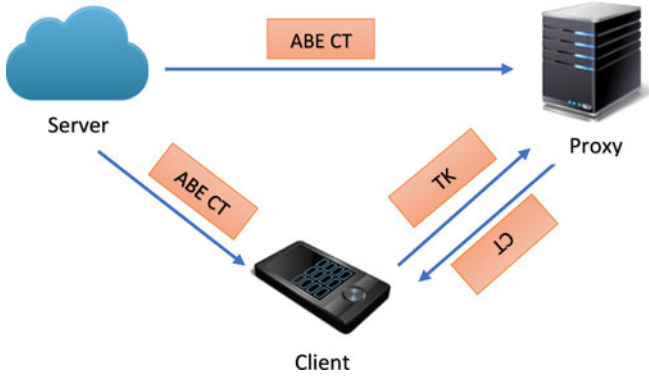 ABE CT
Server
Proxy
ABE CT
TK
CT
Client